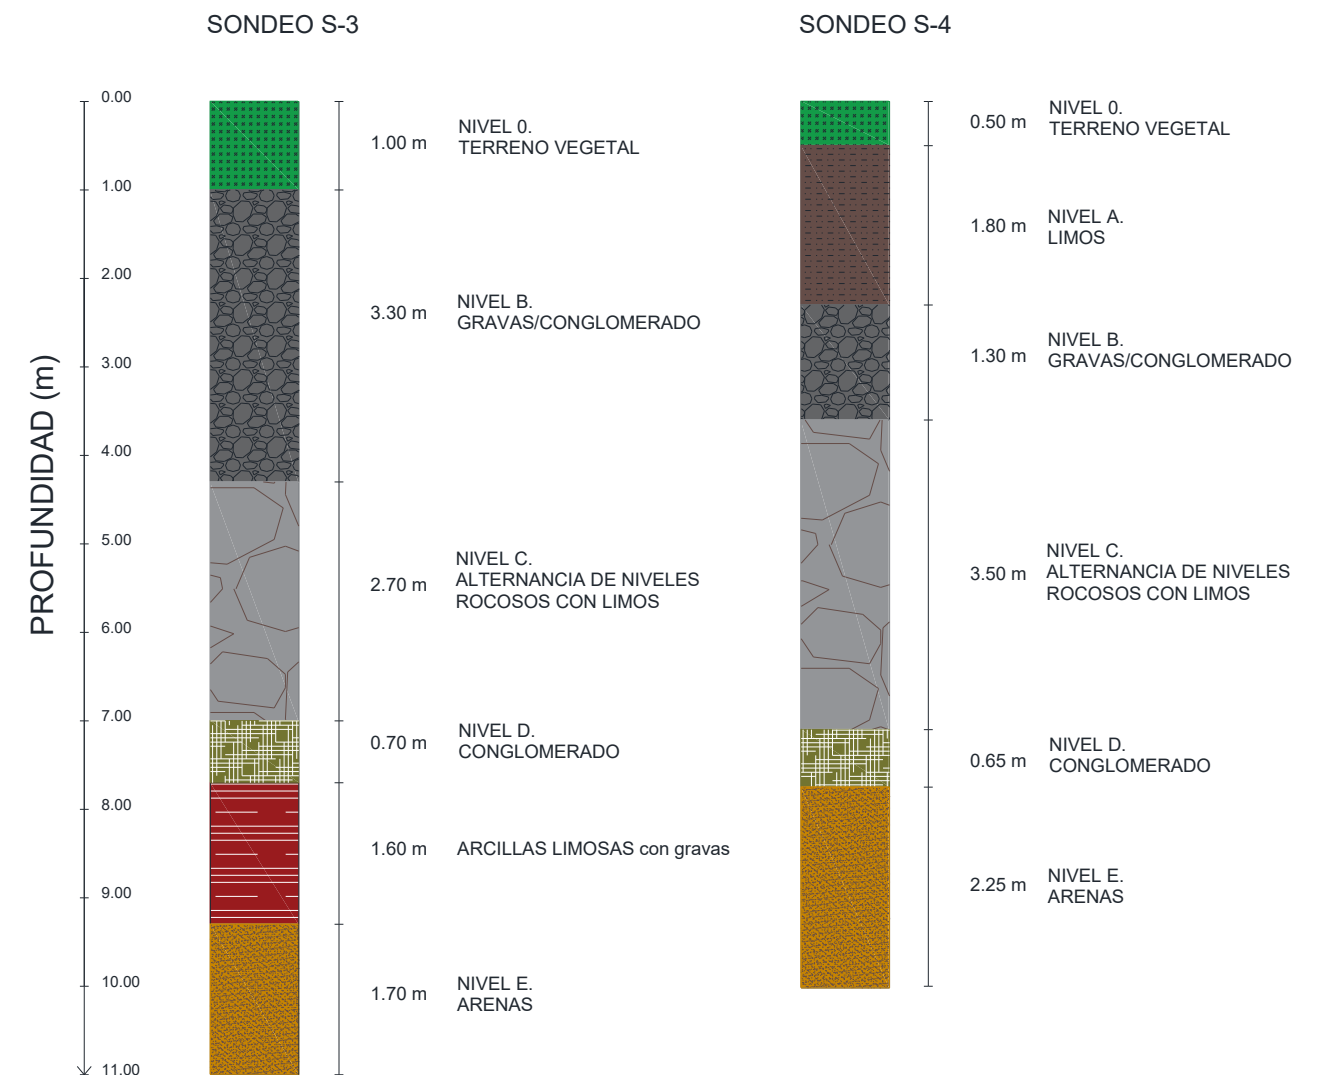 SONDEO S-3
SONDEO S-4
PROFUNDIDAD (m)
0.00
1.00
2.00
3.00
4.00
5.00
6.00
7.00
8.00
9.00
10.00
11.00
1.00 m
NIVEL 0.
TERRENO VEGETAL
3.30 m
NIVEL B.
GRAVAS/CONGLOMERADO
2.70 m
NIVEL C.
ALTERNANCIA DE NIVELES
ROCOSOS CON LIMOS
0.70 m
NIVEL D.
CONGLOMERADO
1.60 m
ARCILLAS LIMOSAS con gravas
1.70 m
NIVEL E.
ARENAS
0.50 m
NIVEL 0.
TERRENO VEGETAL
1.80 m
NIVEL A.
LIMOS
1.30 m
NIVEL B.
GRAVAS/CONGLOMERADO
3.50 m
NIVEL C.
ALTERNANCIA DE NIVELES
ROCOSOS CON LIMOS
0.65 m
NIVEL D.
CONGLOMERADO
2.25 m
NIVEL E.
ARENAS